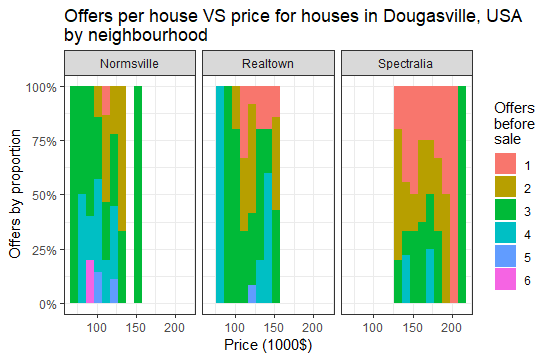 Offers per house VS price for houses in Dougasville, USA
by neighbourhood
Normsville
Realtown
Spectralia
100%
75%
50%
25%
0%
Offers by proportion
100 150 200
100 150 200
100 150 200
Price (1000$)
Offers
before
sale
1
2
3
4
5
6